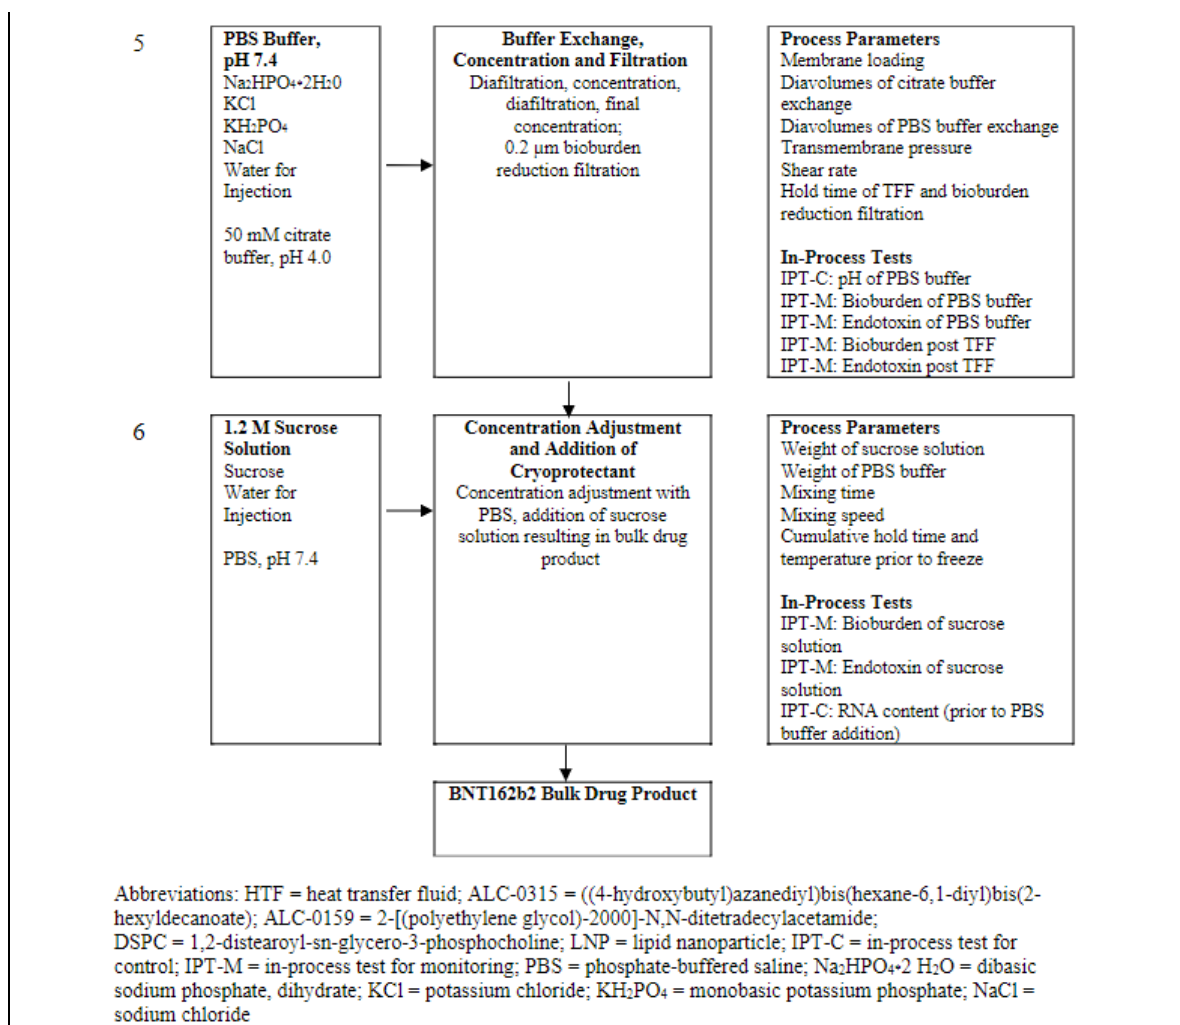 5
PBS Buffer,
pH 7.4
Na₂HPO₄•2H₂0
KCl
KH₂PO₄
NaCl
Water for
Injection
50 mM citrate
buffer, pH 4.0
Buffer Exchange,
Concentration and Filtration
Diafiltration, concentration,
diafiltration, final
concentration;
0.2 µm bioburden
reduction filtration
Process Parameters
Membrane loading
Diavolumes of citrate buffer
exchange
Diavolumes of PBS buffer exchange
Transmembrane pressure
Shear rate
Hold time of TFF and bioburden
reduction filtration
In-Process Tests
IPT-C: pH of PBS buffer
IPT-M: Bioburden of PBS buffer
IPT-M: Endotoxin of PBS buffer
IPT-M: Bioburden post TFF
IPT-M: Endotoxin post TFF
6
1.2 M Sucrose
Solution
Sucrose
Water for
Injection
PBS, pH 7.4
Concentration Adjustment
and Addition of
Cryoprotectant
Concentration adjustment with
PBS, addition of sucrose
solution resulting in bulk drug
product
Process Parameters
Weight of sucrose solution
Weight of PBS buffer
Mixing time
Mixing speed
Cumulative hold time and
temperature prior to freeze
In-Process Tests
IPT-M: Bioburden of sucrose
solution
IPT-M: Endotoxin of sucrose
solution
IPT-C: RNA content (prior to PBS
buffer addition)
BNT162b2 Bulk Drug Product
Abbreviations: HTF = heat transfer fluid; ALC-0315 = ((4-hydroxybutyl)azanediyl)bis(hexane-6,1-diyl)bis(2-
hexyldecanoate); ALC-0159 = 2-[(polyethylene glycol)-2000]-N,N-ditetradecylacetamide;
DSPC = 1,2-distearoyl-sn-glycero-3-phosphocholine; LNP = lipid nanoparticle; IPT-C = in-process test for
control; IPT-M = in-process test for monitoring; PBS = phosphate-buffered saline; Na₂HPO₄•2 H₂O = dibasic
sodium phosphate, dihydrate; KCl = potassium chloride; KH₂PO₄ = monobasic potassium phosphate; NaCl =
sodium chloride